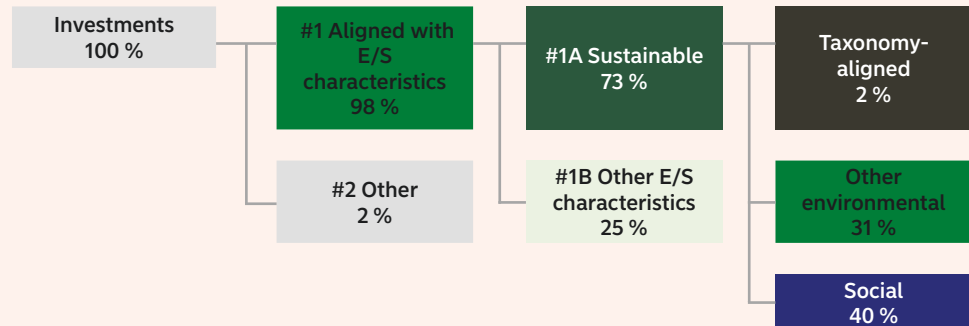 Investments
100 %
#1 Aligned with
E/S
characteristics
98 %
#1A Sustainable
73 %
Taxonomy-
aligned
2 %
#2 Other
2 %
#1B Other E/S
characteristics
25 %
Other
environmental
31 %
Social
40 %